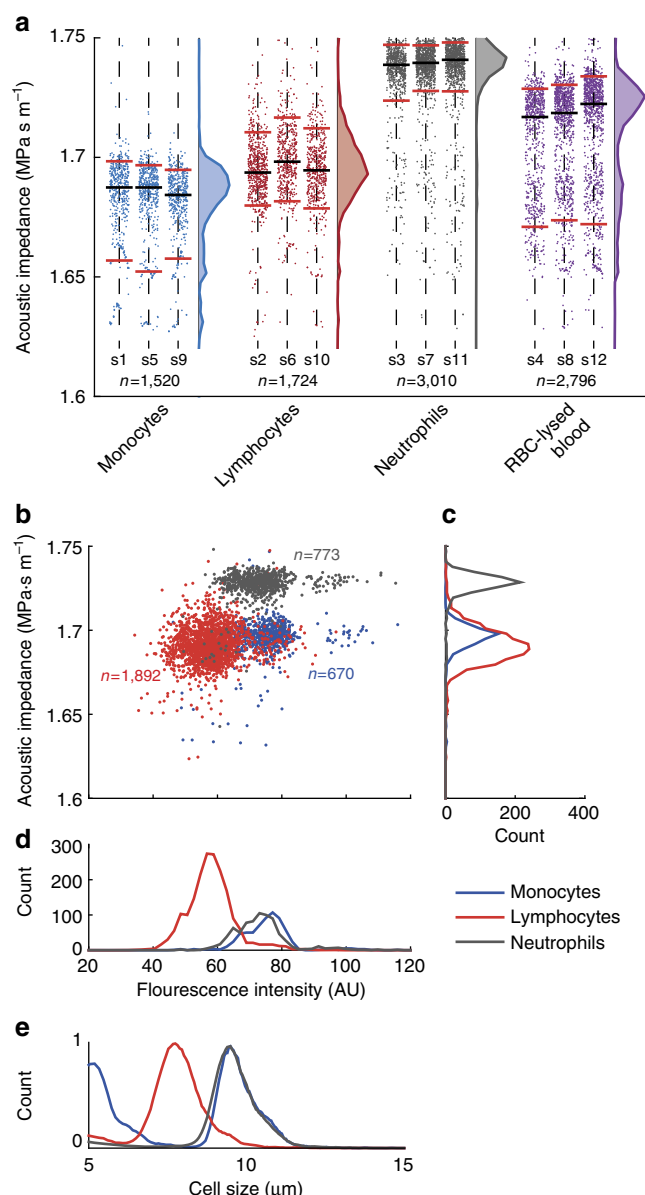 a
Acoustic impedance (MPa s m⁻¹)
1.75
1.7
1.65
1.6
s1 s5 s9
s2 s6 s10
s3 s7 s11
s4 s8 s12
n=1,520
n=1,724
n=3,010
n=2,796
Monocytes
Lymphocytes
Neutrophils
RBC-lysed
blood
b
Acoustic impedance (MPa·s m⁻¹)
1.75
1.7
1.65
1.6
n=773
n=1,892
n=670
c
0 200 400
Count
d
Count
300
200
100
0
20 40 60 80 100 120
Flourescence intensity (AU)
Monocytes
Lymphocytes
Neutrophils
e
Count
1
0
5 10 15
Cell size (μm)